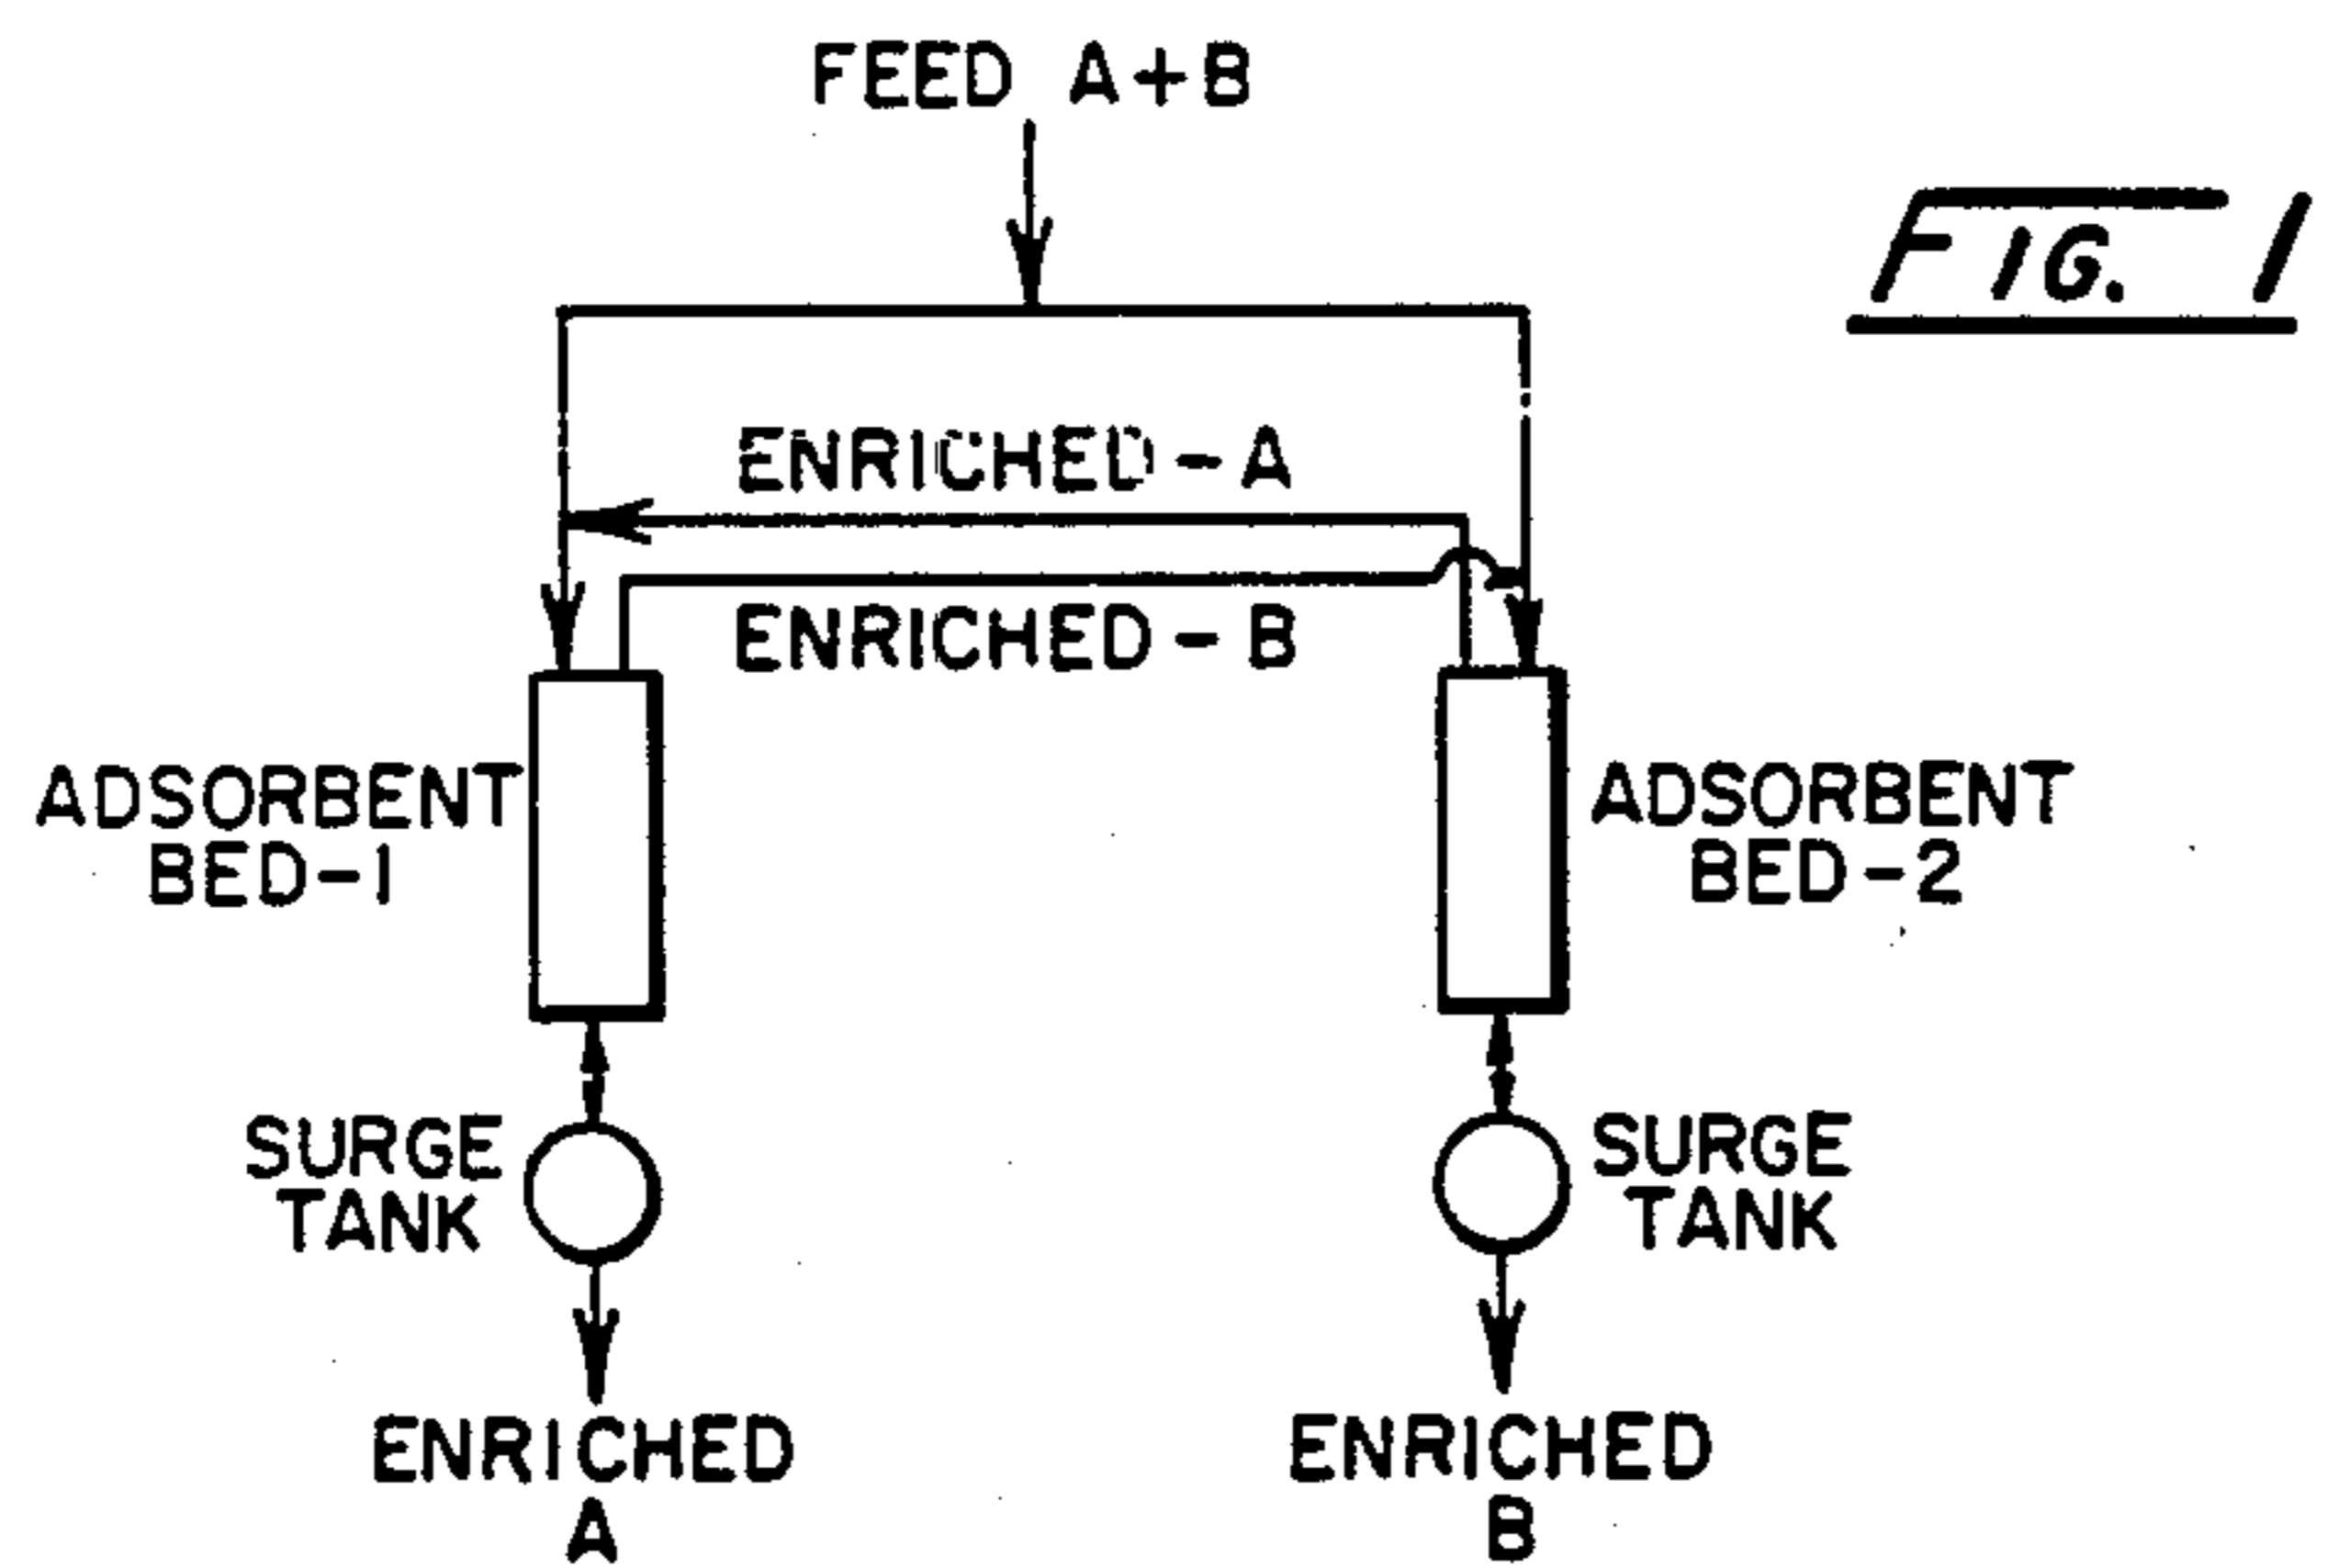 FEED A+B
FIG. 1
ENRICHED-A
ENRICHED-B
ADSORBENT
BED-1
ADSORBENT
BED-2
SURGE
TANK
SURGE
TANK
ENRICHED
A
ENRICHED
B